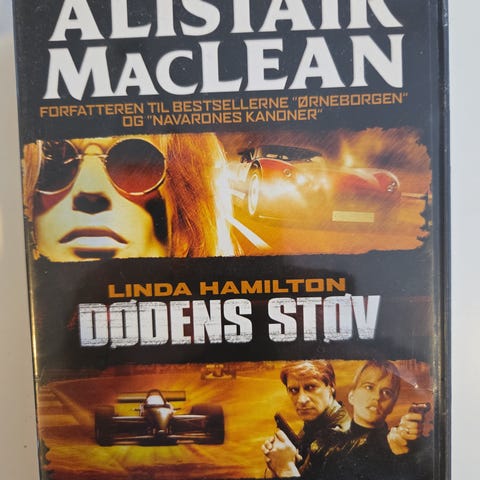 ALISTAIR
MACLEAN
FORFATTEREN TIL BESTSELLERNE "ØRNEBORGEN"
OG "NAVARONES KANONER"
LINDA HAMILTON
DØDENS STØV